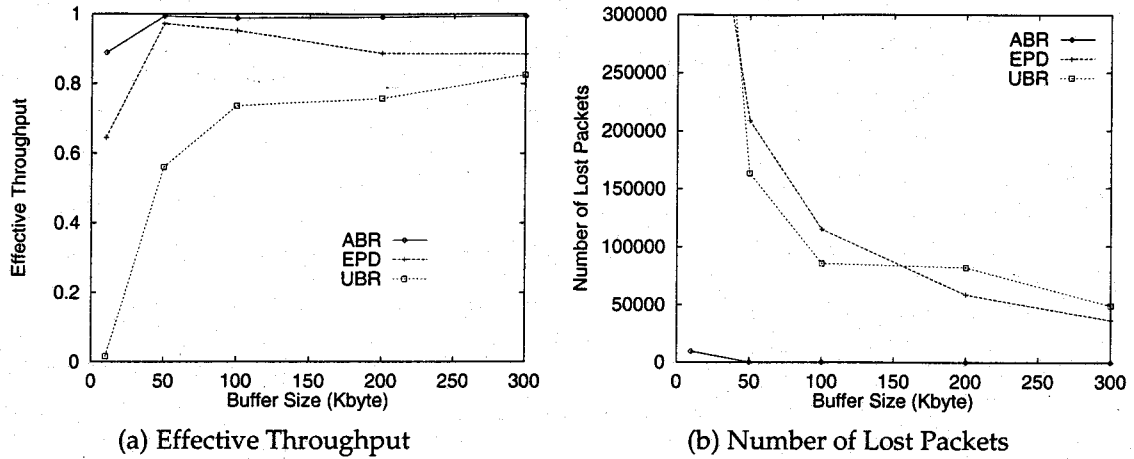 1
0.8
0.6
0.4
0.2
0
Effective Throughput
ABR
EPD
UBR
0 50 100 150 200 250 300
Buffer Size (Kbyte)
(a) Effective Throughput
300000
250000
200000
150000
100000
50000
0
Number of Lost Packets
ABR
EPD
UBR
0 50 100 150 200 250 300
Buffer Size (Kbyte)
(b) Number of Lost Packets